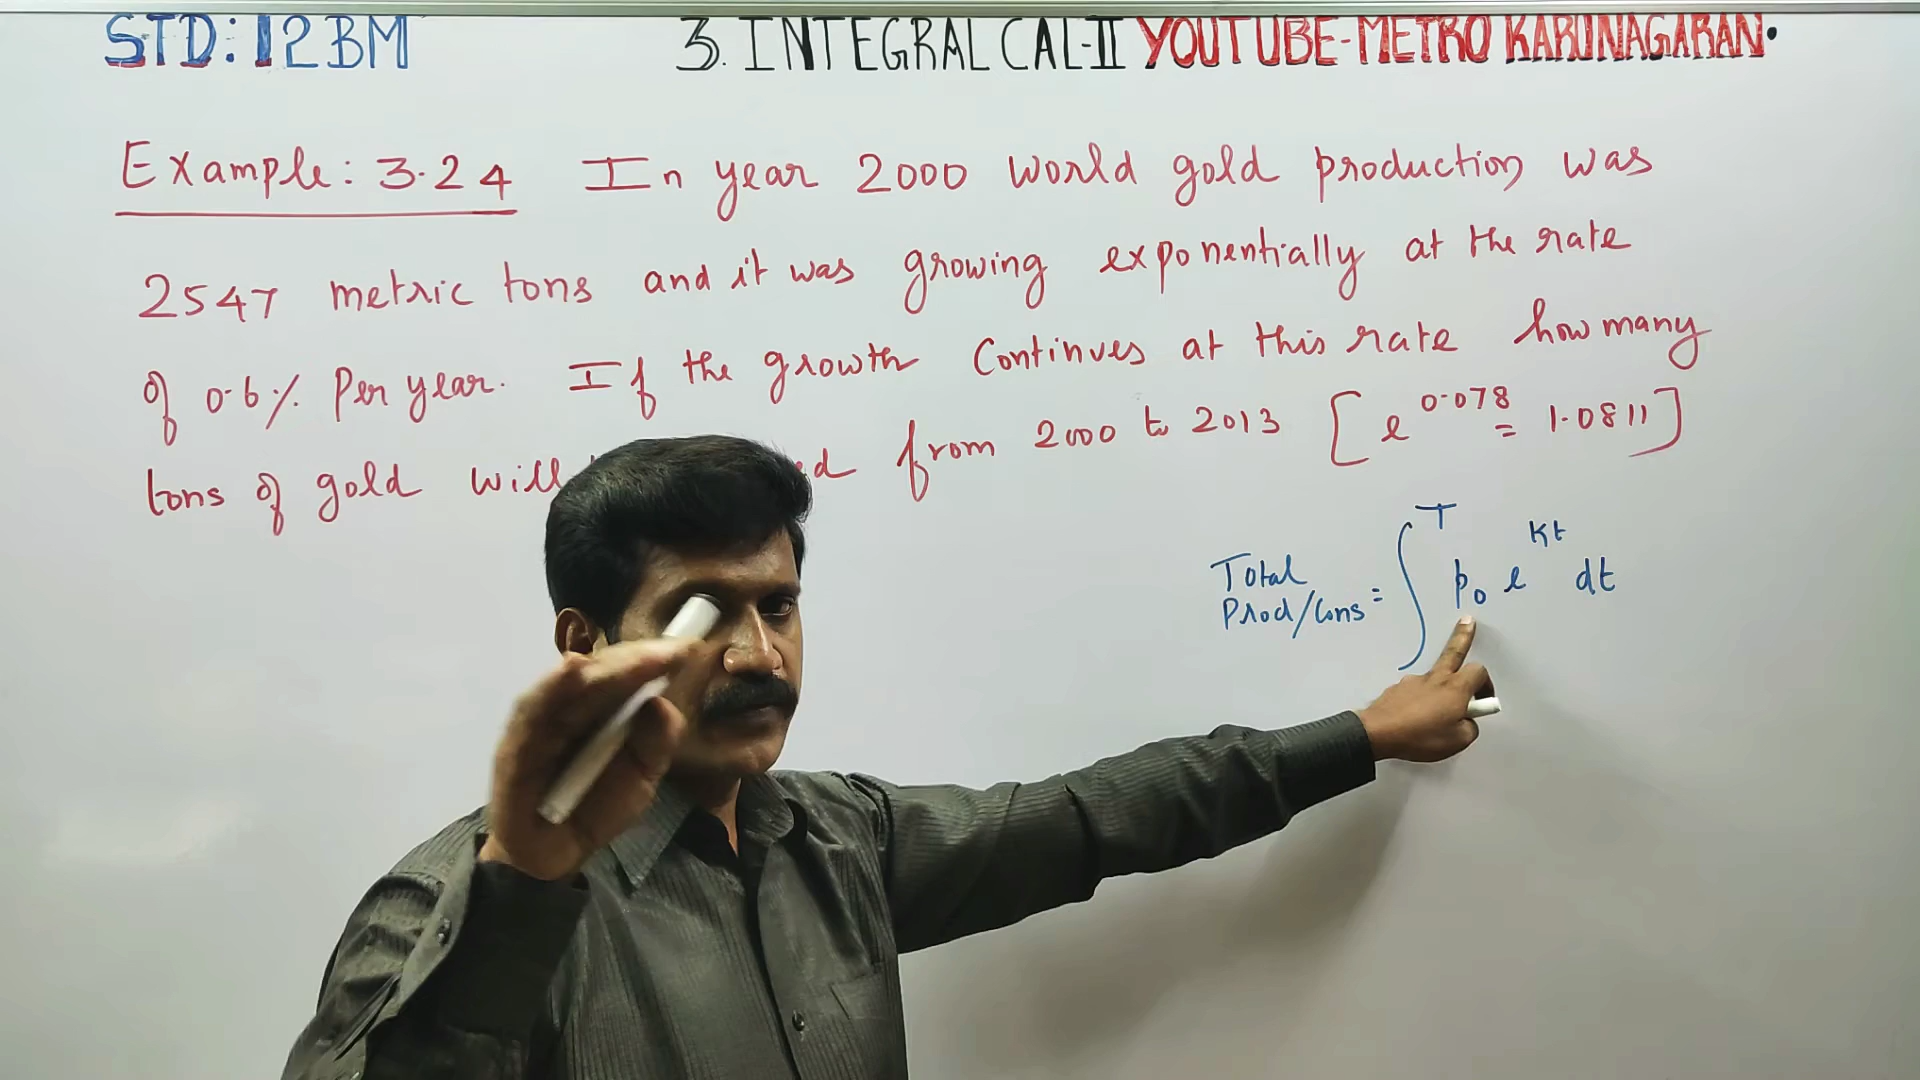 STD: 12BM 3. INTEGRAL CAL-II YOUTUBE-METRO KARUNAGARAN.
Example: 3.24 In year 2000 world gold production was
2547 metric tons and it was growing exponentially at the rate
of 0.6% Per year. If the growth Continues at this rate how many
tons of gold will ed from 2000 to 2013 [e^0.078 = 1.0811]
Total Prod/Cons = ∫^T p₀ e^kt dt